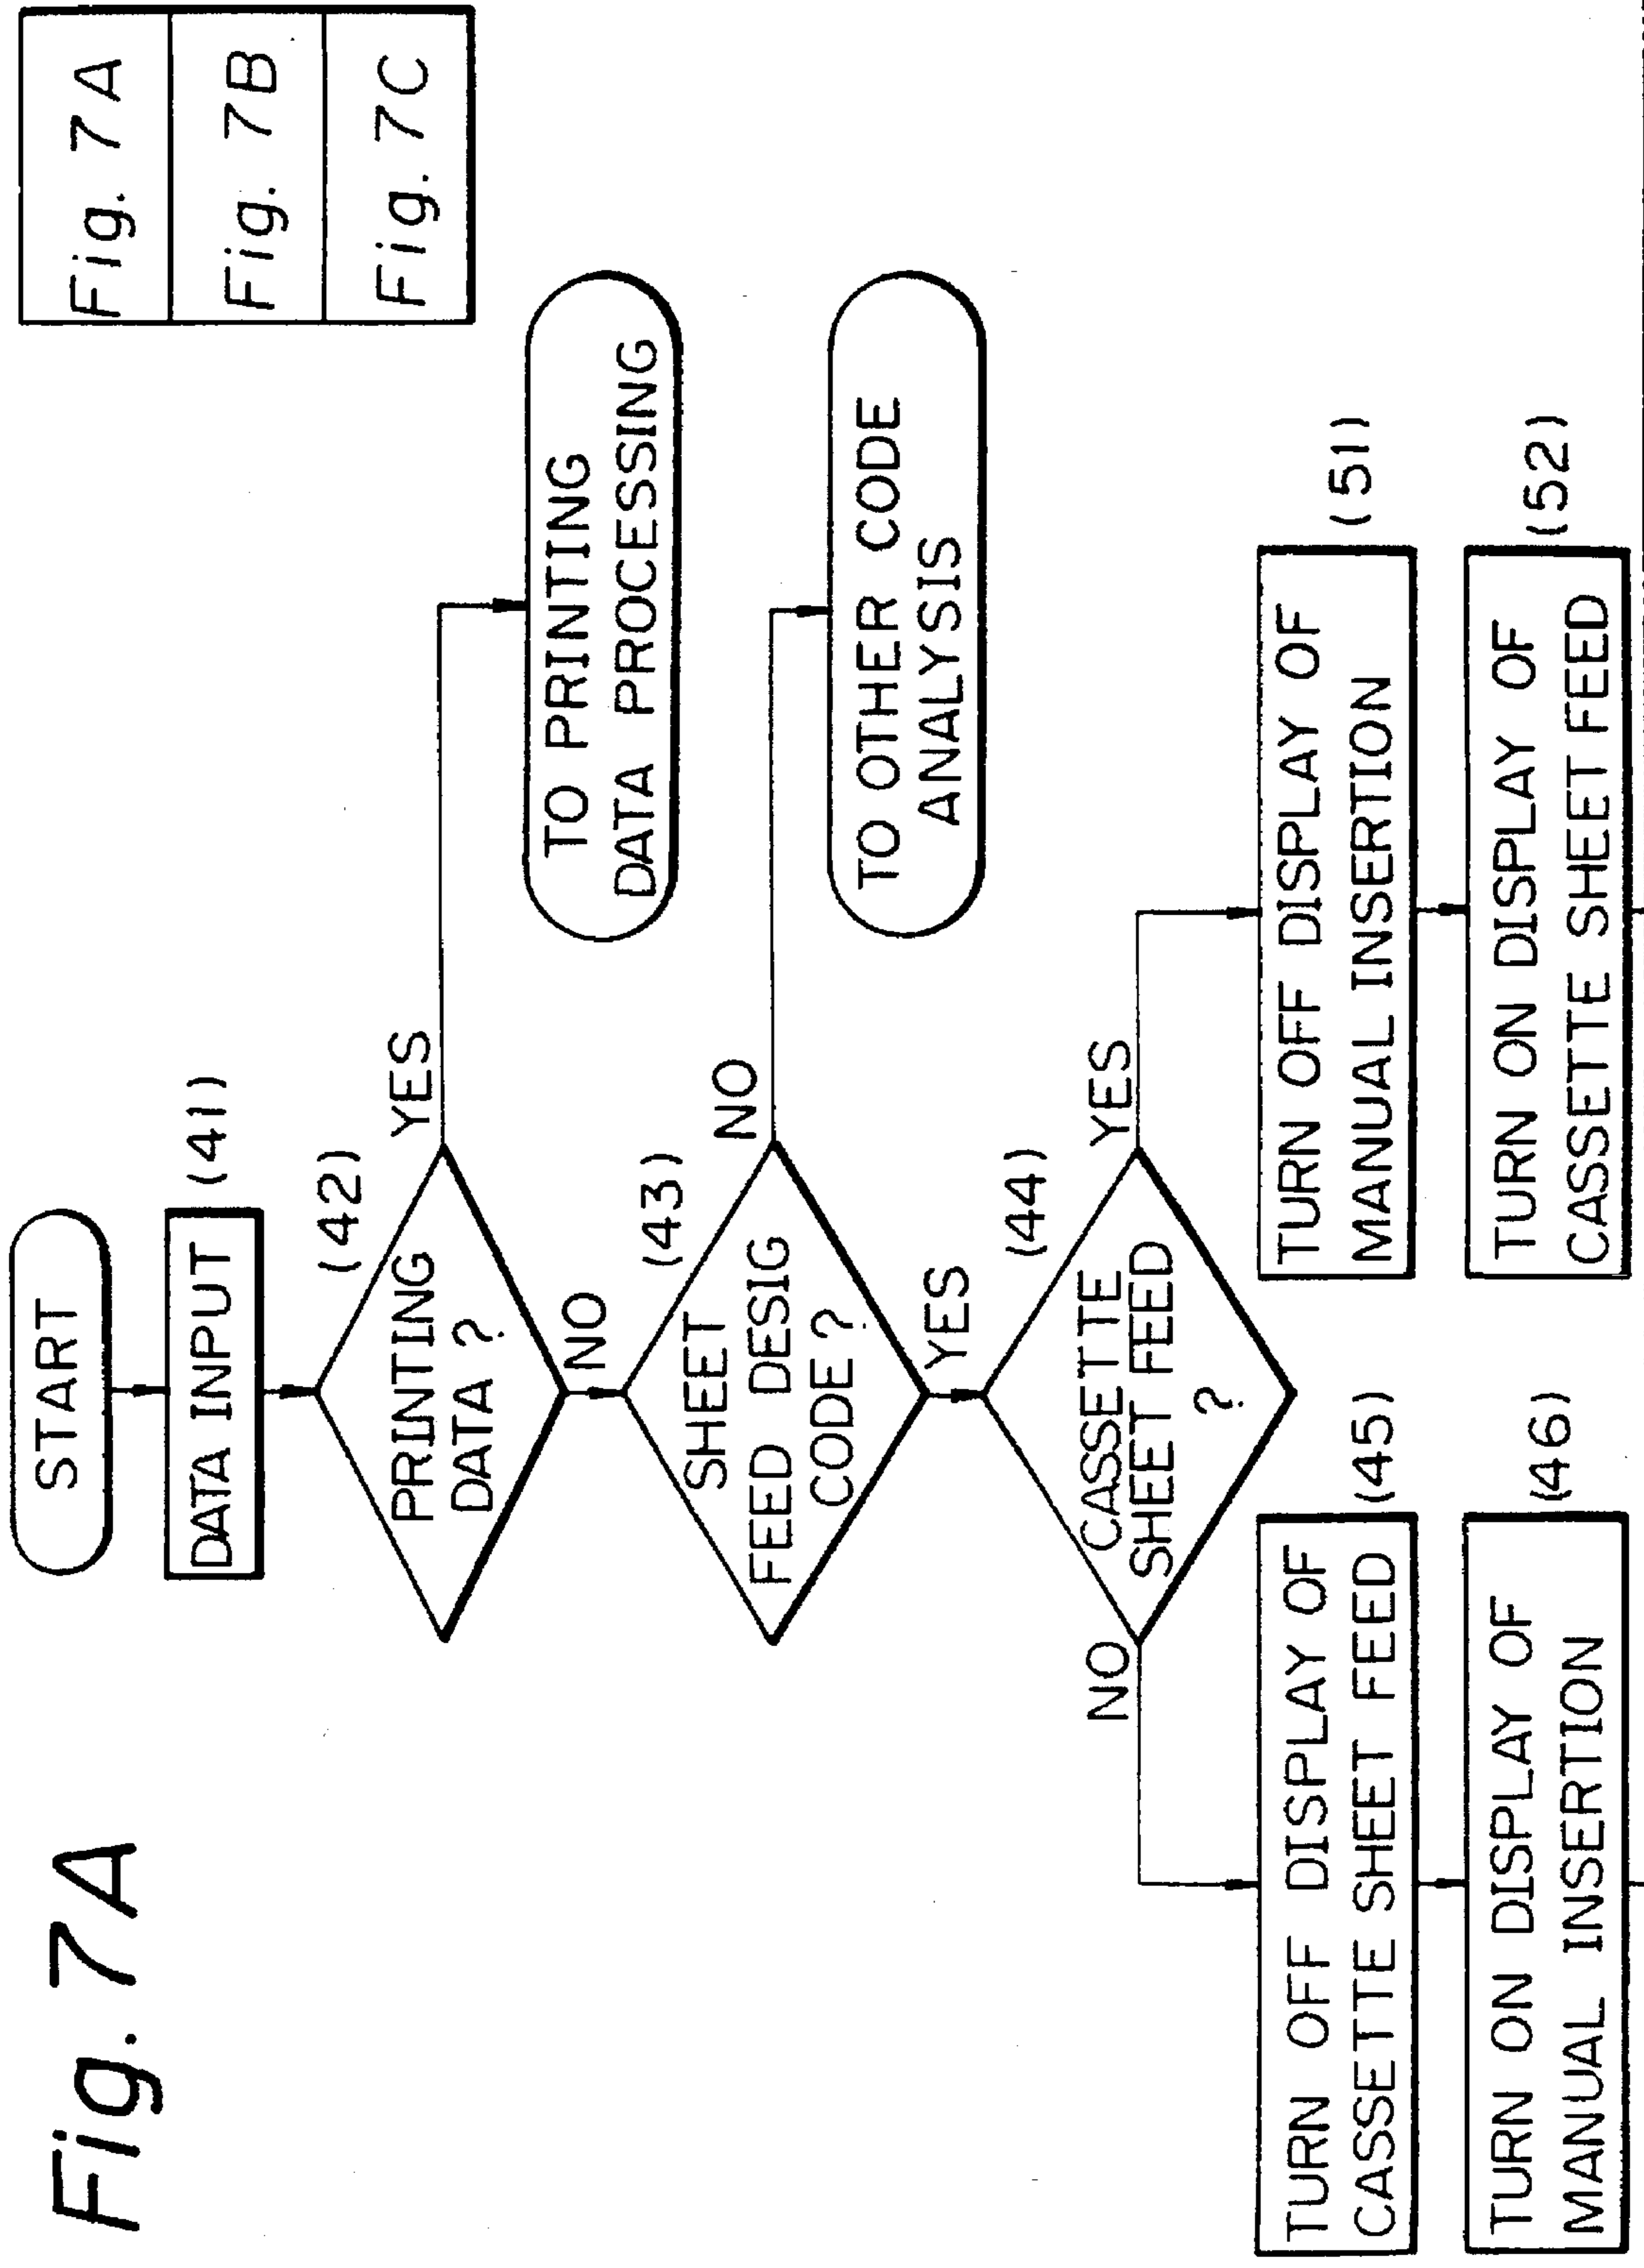 Fig. 7A
Fig. 7A
Fig. 7B
Fig. 7C
START
DATA INPUT
(41)
(42)
PRINTING
DATA ?
YES
TO PRINTING
DATA PROCESSING
NO
(43)
SHEET
FEED DESIG
CODE ?
NO
TO OTHER CODE
ANALYSIS
YES
(44)
CASSETTE
SHEET FEED
?
NO
YES
TURN OFF DISPLAY OF
CASSETTE SHEET FEED
(45)
TURN ON DISPLAY OF
MANUAL INSERTION
(46)
TURN OFF DISPLAY OF
MANUAL INSERTION
(51)
TURN ON DISPLAY OF
CASSETTE SHEET FEED
(52)